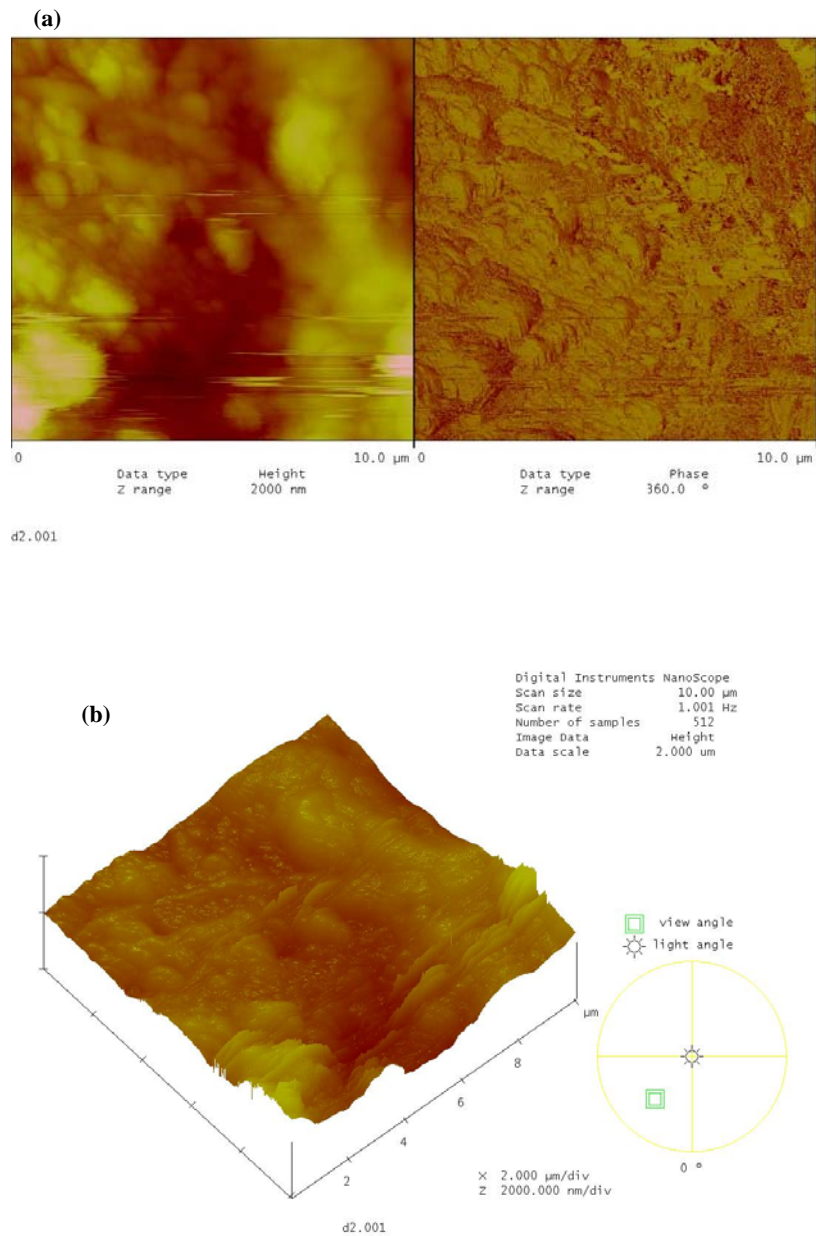 (a)
0 10.0 µm 0 10.0 µm
Data type Height Data type Phase
Z range 2000 nm Z range 360.0 º
d2.001
Digital Instruments NanoScope
Scan size 10.00 µm
Scan rate 1.001 Hz
Number of samples 512
Image Data Height
Data scale 2.000 um
(b)
view angle
light angle
µm
8
6
4
2
0 º
X 2.000 µm/div
Z 2000.000 nm/div
d2.001